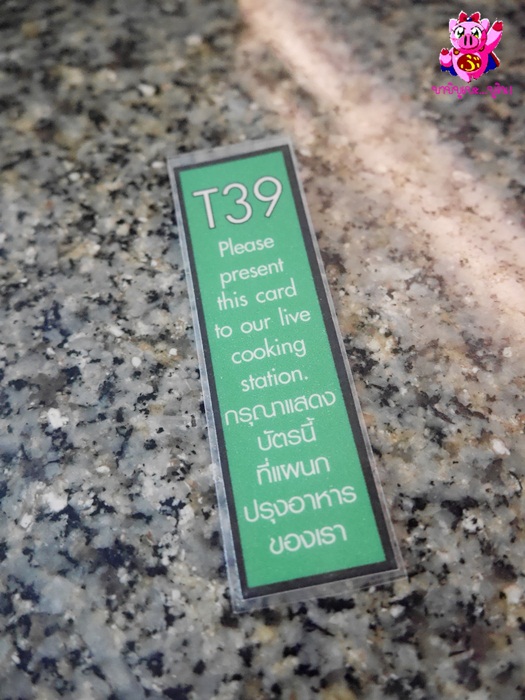 T39
Please
present
this card
to our live
cooking
station.
กรุณาแสดง
บัตรนี้
ที่แผนก
ปรุงอาหาร
ของเรา